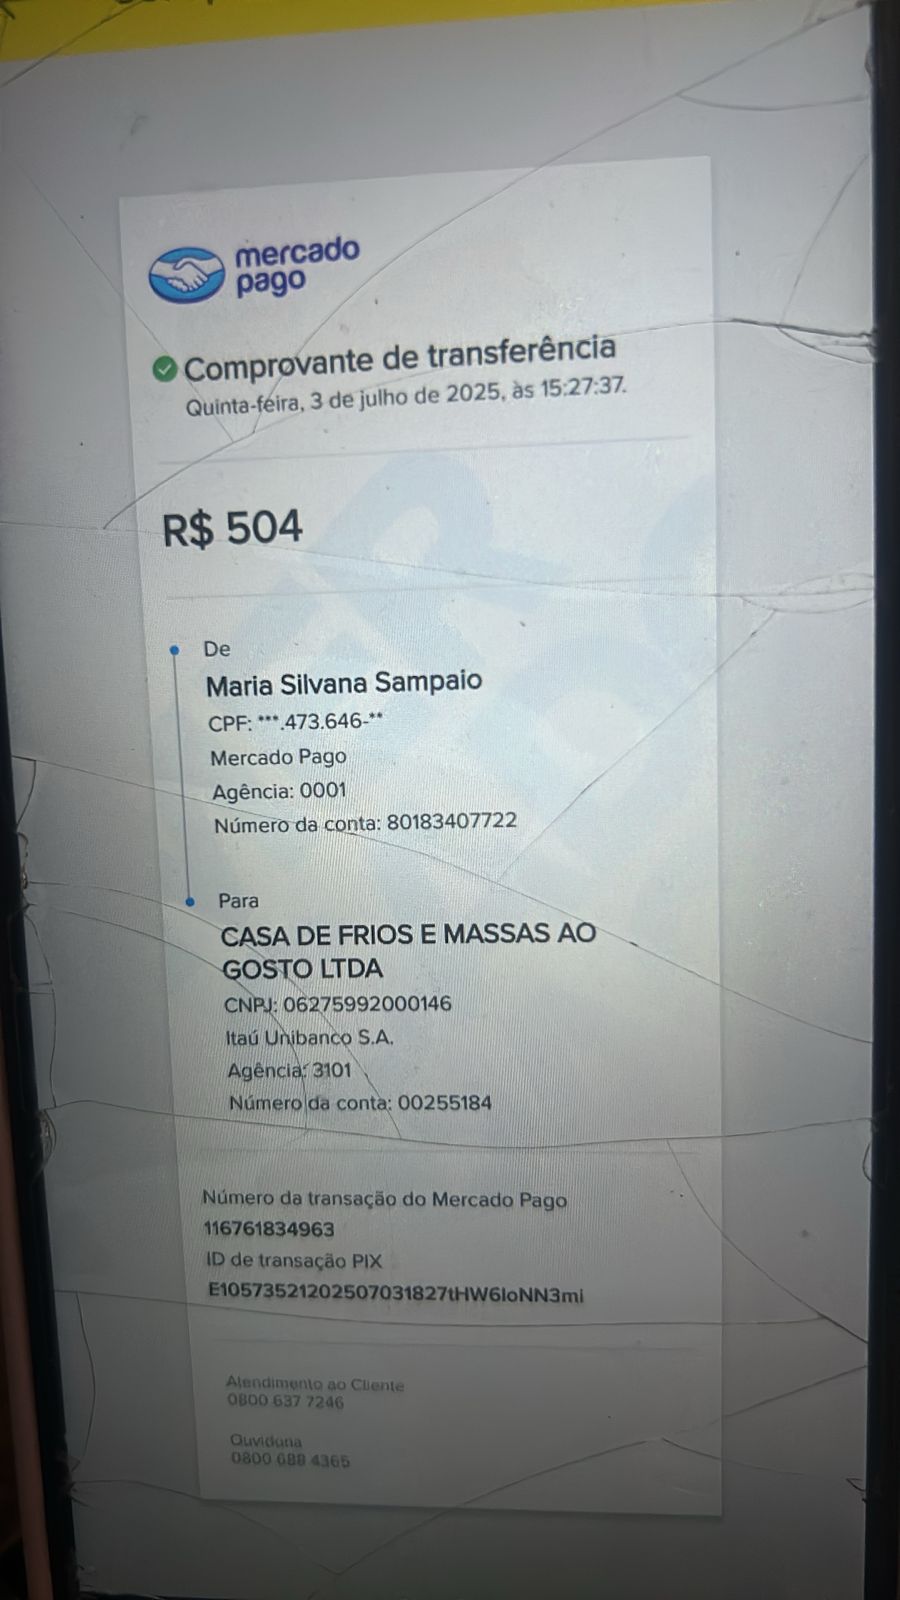 mercado
pago
Comprovante de transferência
Quinta-feira, 3 de julho de 2025, às 15:27:37.
R$ 504
De
Maria Silvana Sampaio
CPF: ***.473.646-**
Mercado Pago
Agência: 0001
Número da conta: 80183407722
Para
CASA DE FRIOS E MASSAS AO
GOSTO LTDA
CNPJ: 06275992000146
Itaú Unibanco S.A.
Agência: 3101
Número da conta: 00255184
Número da transação do Mercado Pago
116761834963
ID de transação PIX
E10573521202507031827tHW6IoNN3mi
Atendimento ao Cliente
0800 637 7246
Ouvidoria
0800 688 4365